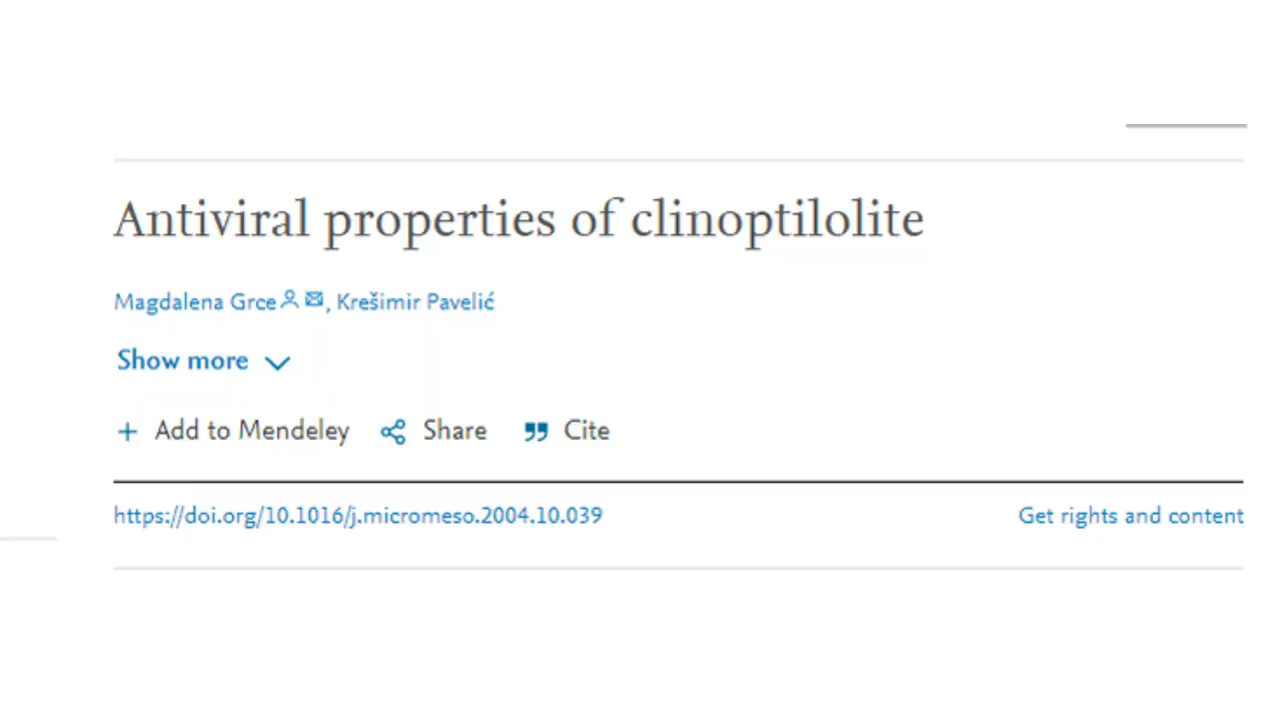 Antiviral properties of clinoptilolite
Magdalena Grce, Krešimir Pavelić
Show more
+ Add to Mendeley Share Cite
https://doi.org/10.1016/j.micromeso.2004.10.039 Get rights and content